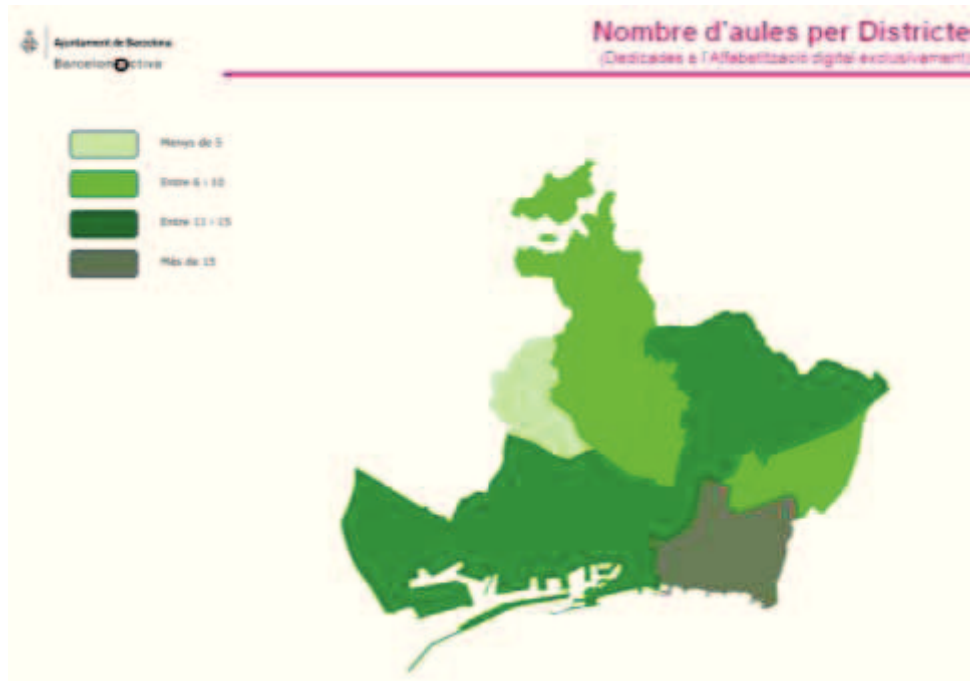 Ajuntament de Barcelona
Barcelon activa
Nombre d'aules per Districte
(Dedicades a l'Alfabetització digital exclusivament)
Menys de 5
Entre 6 i 10
Entre 11 i 15
Més de 15